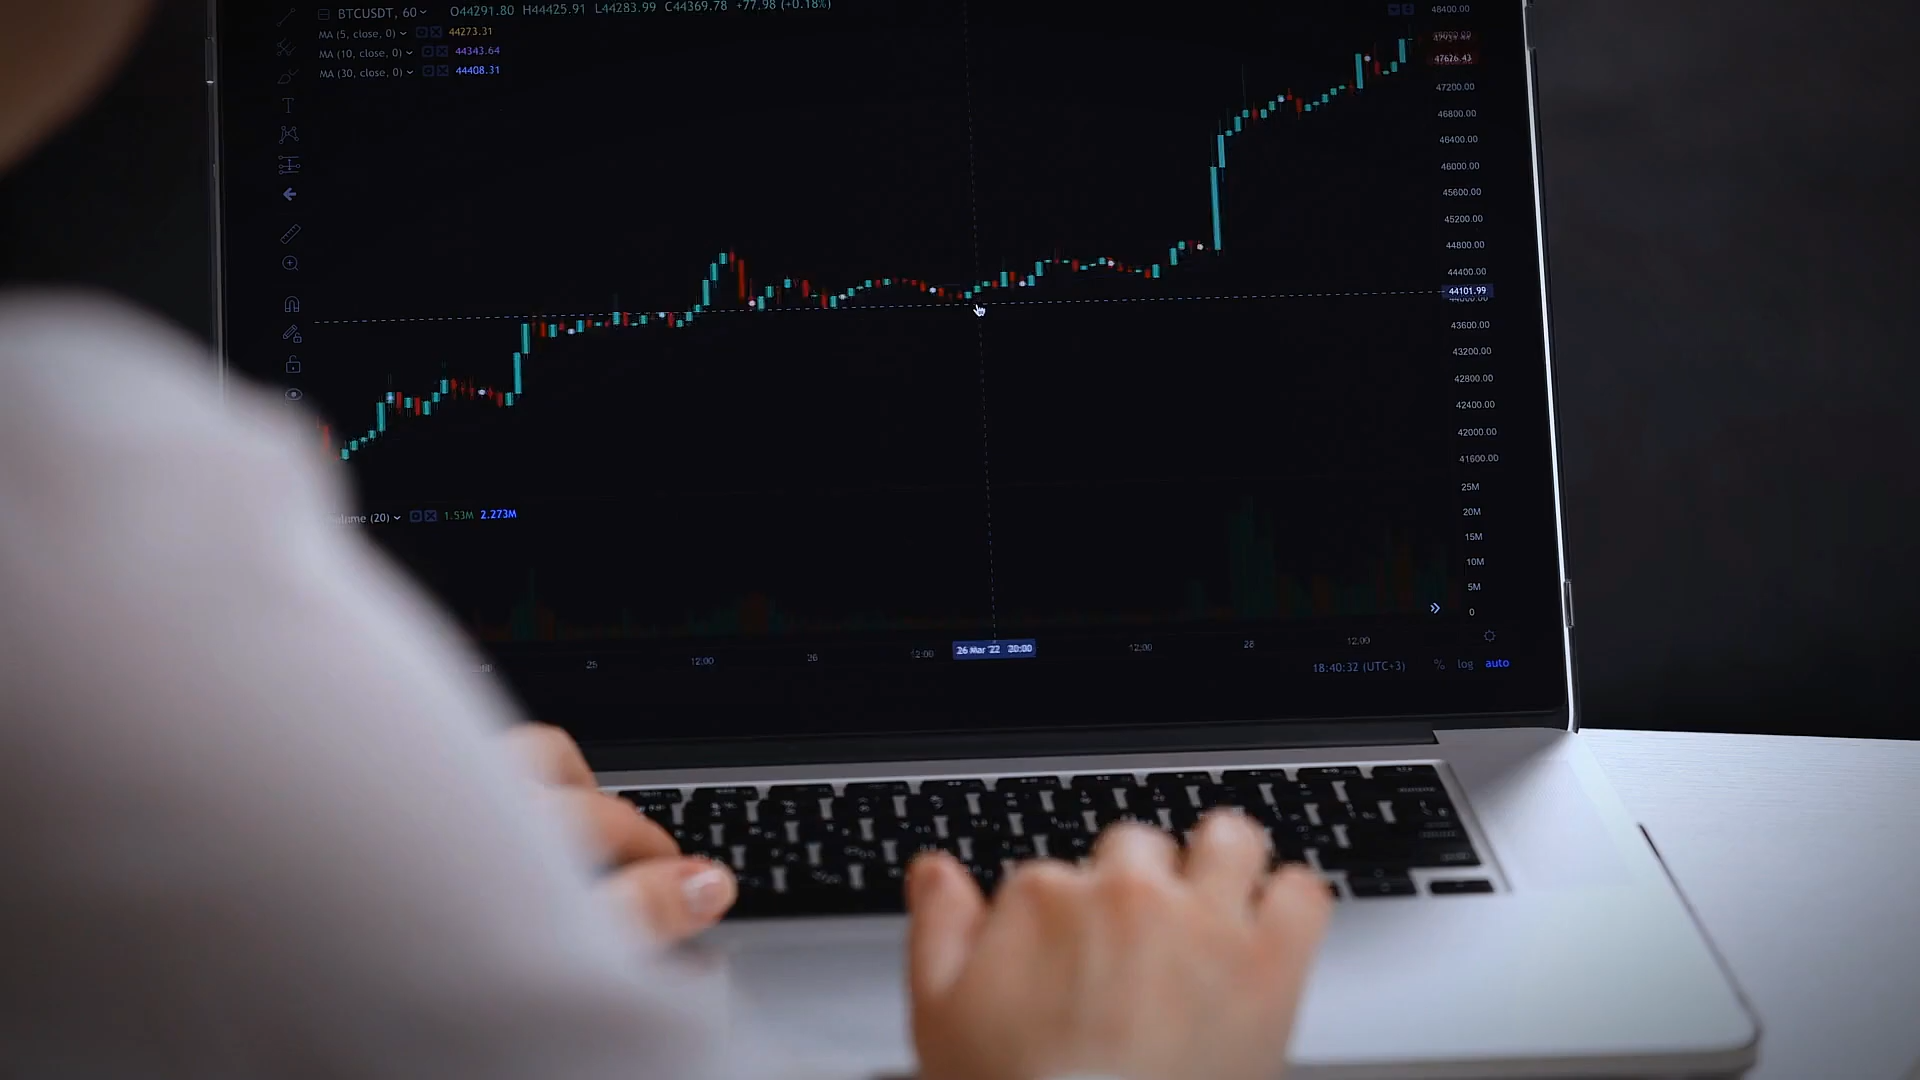 BTCUSDT, 60 O44291.80 H44425.91 L44283.99 C44369.78 +77.98 (+0.18%)
MA (5, close, 0) 44273.31
MA (10, close, 0) 44343.64
MA (30, close, 0) 44408.31
T
48400.00
47626.43
47200.00
46800.00
46400.00
46000.00
45600.00
45200.00
44800.00
44400.00
44101.99
43600.00
43200.00
42800.00
42400.00
42000.00
41600.00
(20) 1.53M 2.273M
25M
20M
15M
10M
5M
0
25 12:00 26 12:00 26 Mar '22 20:00 12:00 28 12:00
18:40:32 (UTC+3) % log auto